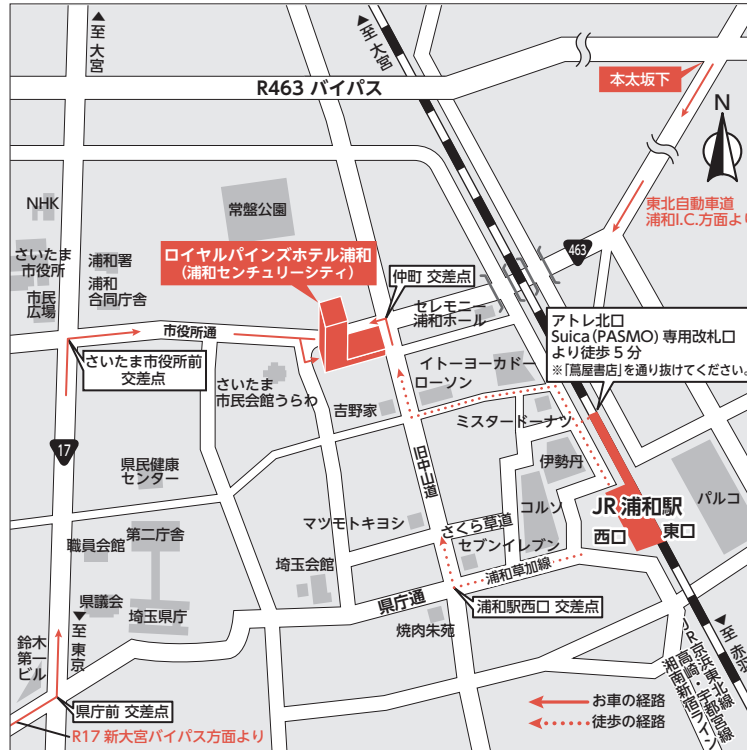 ▲至大宮
▲至大宮
R463 バイパス
本太坂下
N
東北自動車道
浦和I.C.方面より
463
NHK
常盤公園
さいたま
市役所
浦和署
浦和
合同庁舎
市民
広場
ロイヤルパインズホテル浦和
(浦和センチュリーシティ)
仲町 交差点
セレモニー
浦和ホール
アトレ北口
Suica(PASMO)専用改札口
より徒歩5分
※「蔦屋書店」を通り抜けてください。
市役所通
さいたま市役所前
交差点
さいたま
市民会館うらわ
イトーヨーカドー
ローソン
吉野家
ミスタードーナツ
17
旧中山道
伊勢丹
県民健康
センター
コルソ
JR 浦和駅
西口
東口
パルコ
マツモトキヨシ
さくら草通
セブンイレブン
第二庁舎
職員会館
埼玉会館
浦和草加線
県庁通
浦和駅西口 交差点
県議会
埼玉県庁
焼肉朱苑
▼至東京
鈴木
第一
ビル
県庁前 交差点
R17 新大宮バイパス方面より
お車の経路
徒歩の経路
JR京浜東北線
高崎・宇都宮線
湘南新宿ライン
▼至赤羽